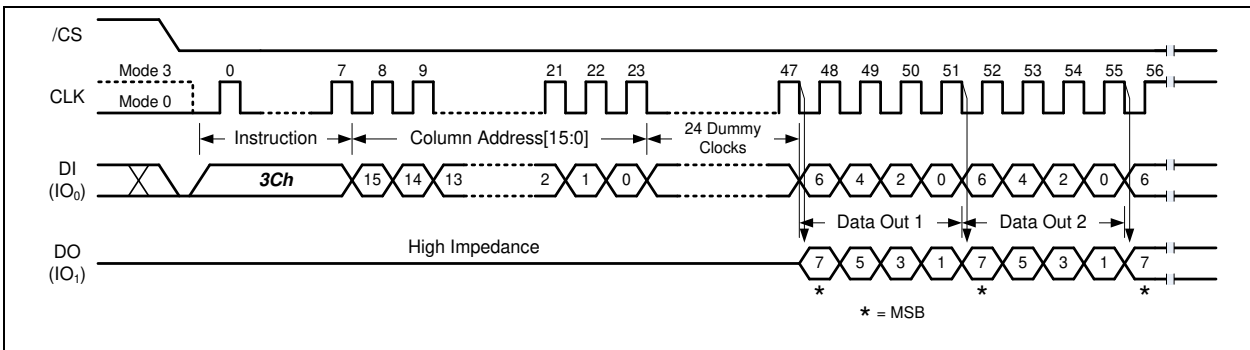 /CS
Mode 3 0 7 8 9 21 22 23 47 48 49 50 51 52 53 54 55 56
CLK
Mode 0
Instruction Column Address[15:0] 24 Dummy
Clocks
DI
(IO₀)
3Ch 15 14 13 2 1 0 6 4 2 0 6 4 2 0 6
Data Out 1 Data Out 2
High Impedance
DO
(IO₁)
7 5 3 1 7 5 3 1 7
* * *
* = MSB